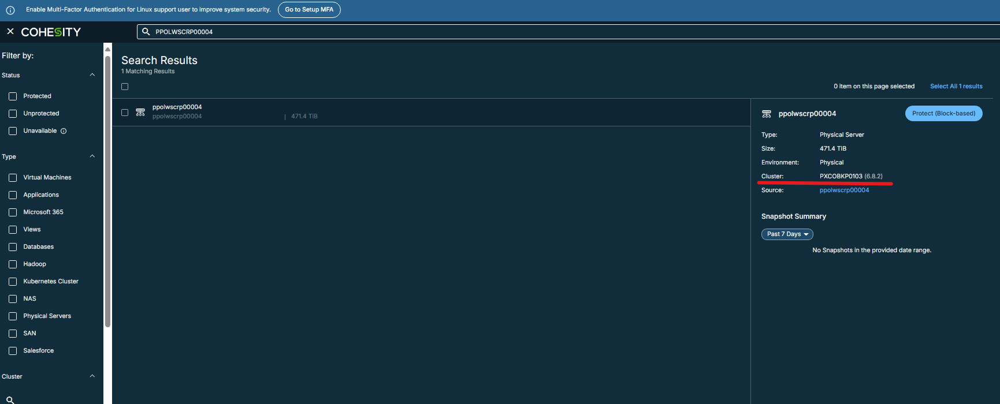 Enable Multi-Factor Authentication for Linux support user to improve system security. Go to Setup MFA
COHESITY
PPOLWSCRP00004
Filter by:
Status
Protected
Unprotected
Unavailable
Type
Virtual Machines
Applications
Microsoft 365
Views
Databases
Hadoop
Kubernetes Cluster
NAS
Physical Servers
SAN
Salesforce
Cluster
Search Results
1 Matching Results
0 item on this page selected Select All 1 results
ppolwscrp00004
ppolwscrp00004 | 471.4 TiB
ppolwscrp00004 Protect (Block-based)
Type: Physical Server
Size: 471.4 TiB
Environment: Physical
Cluster: PXCOBKP0103 (6.8.2)
Source: ppolwscrp00004
Snapshot Summary
Past 7 Days
No Snapshots in the provided date range.